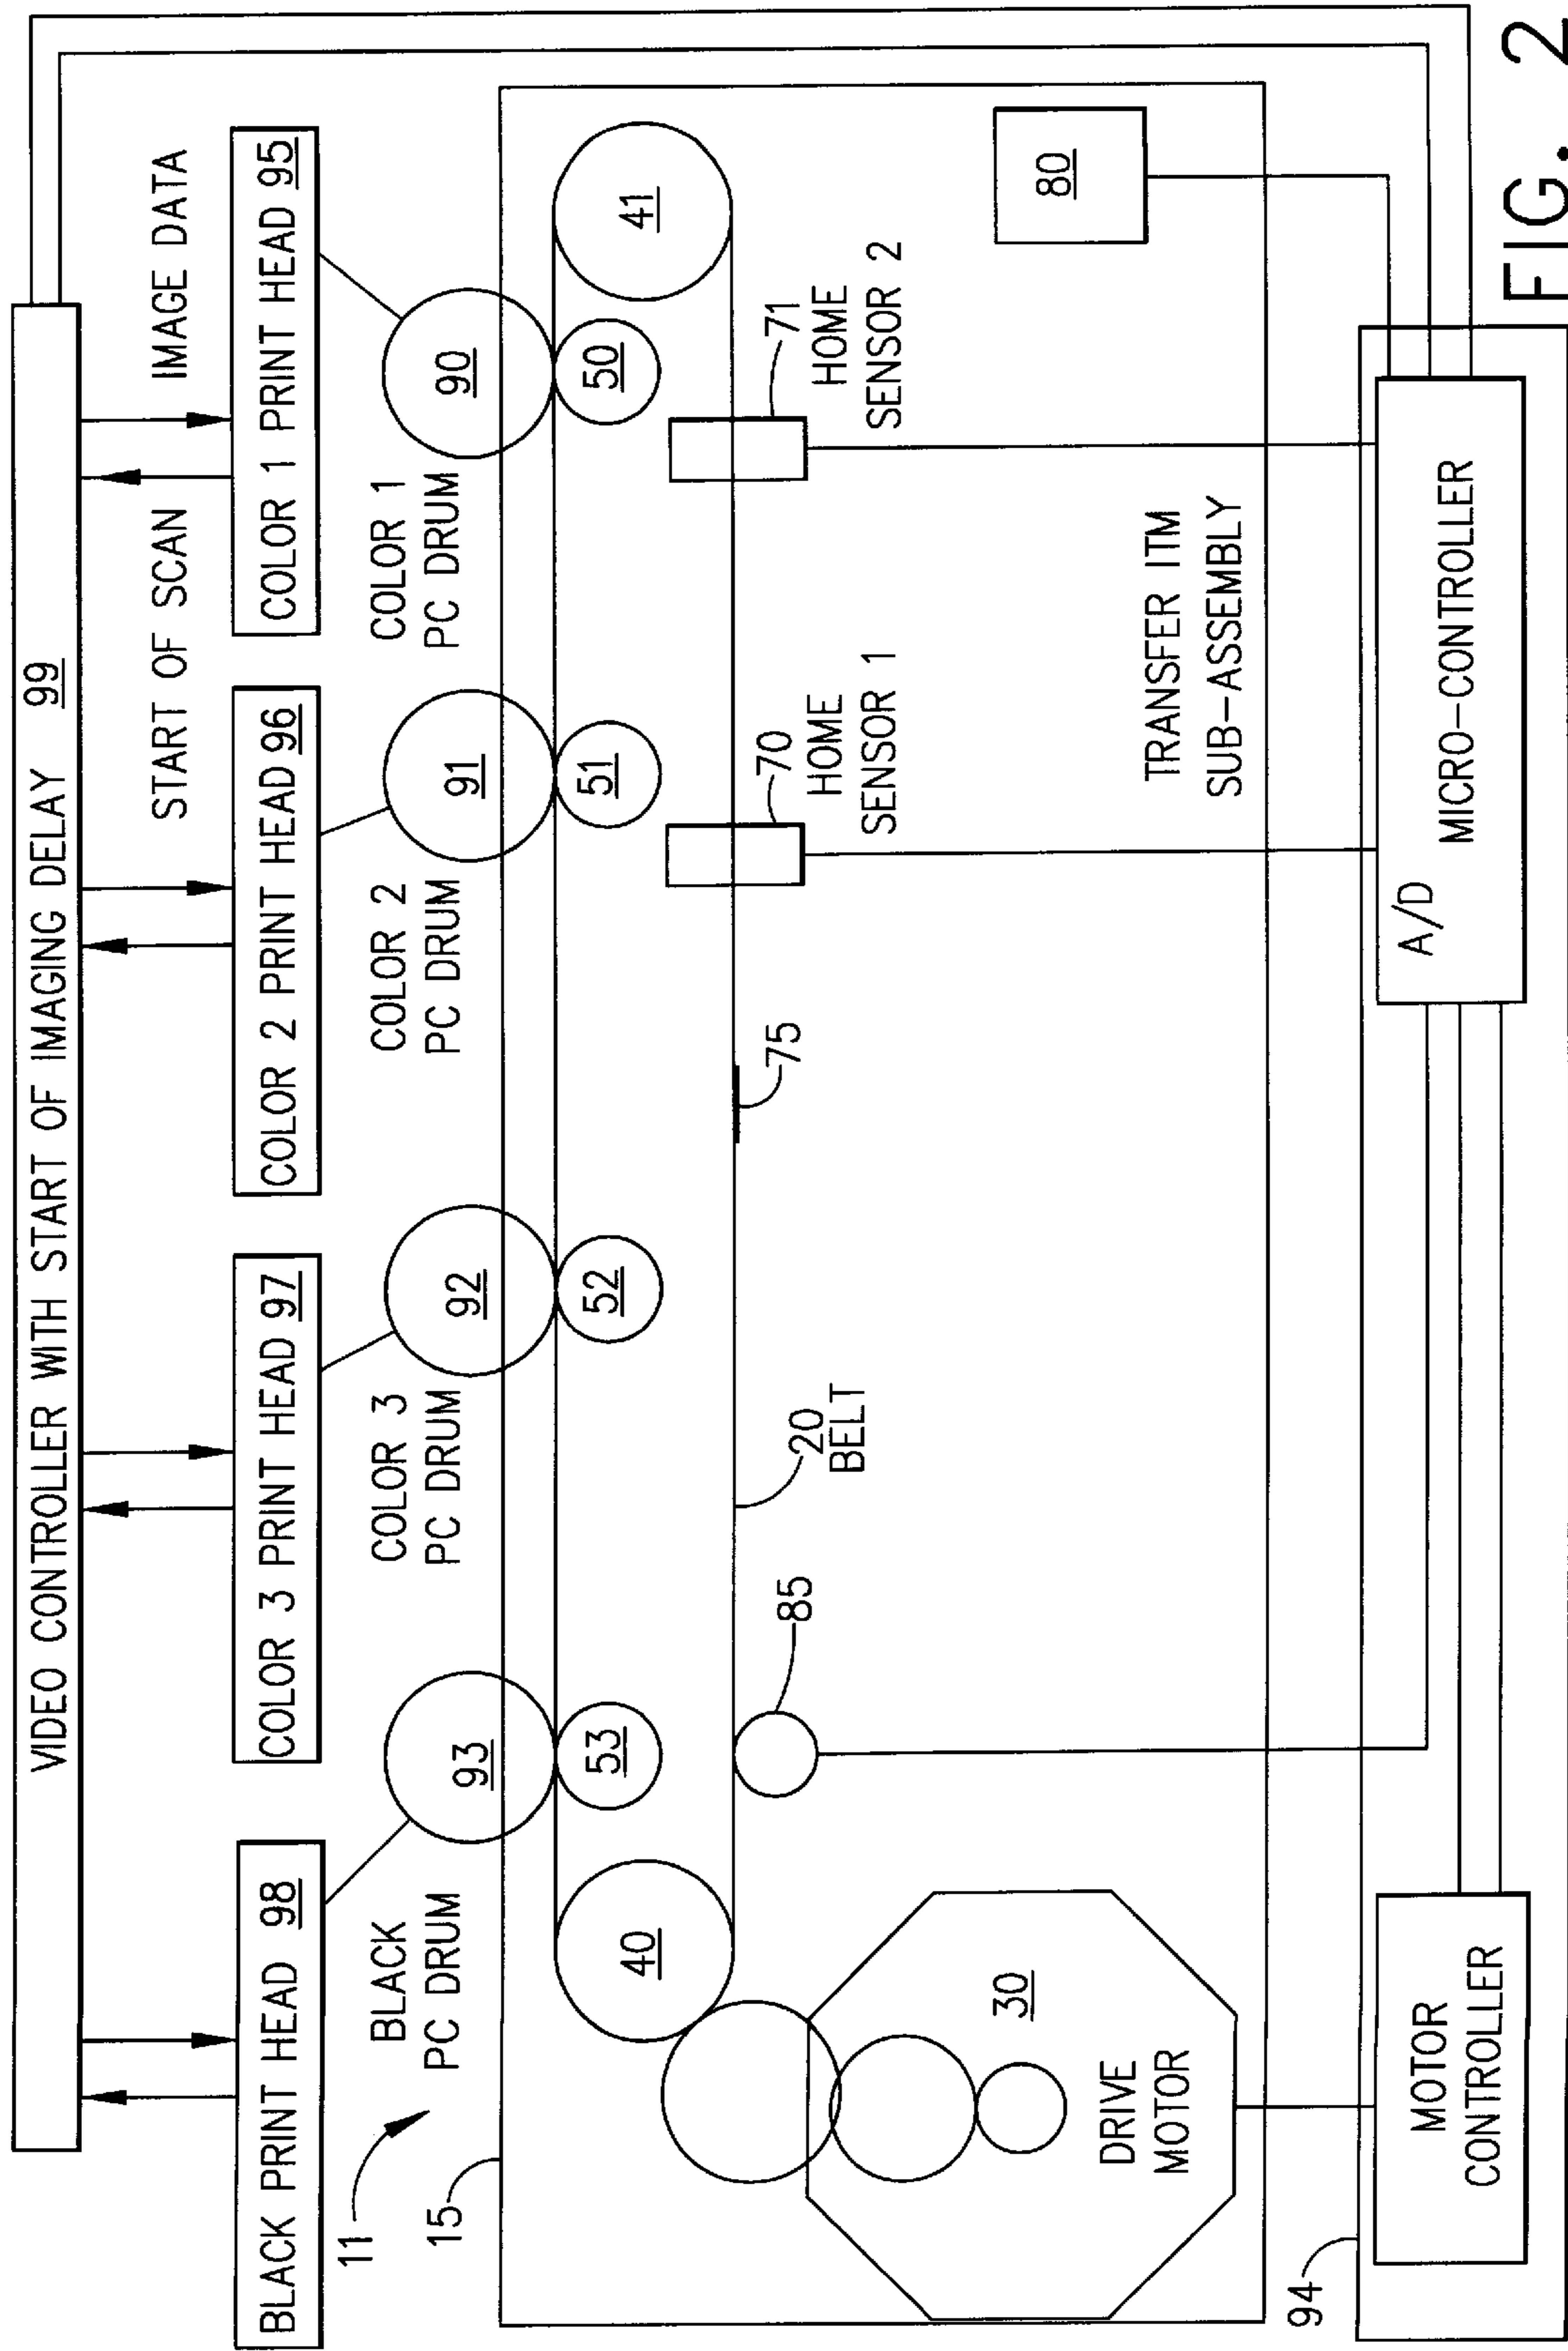 VIDEO CONTROLLER WITH START OF IMAGING DELAY 99
START OF SCAN
IMAGE DATA
BLACK PRINT HEAD 98
COLOR 3 PRINT HEAD 97
COLOR 2 PRINT HEAD 96
COLOR 1 PRINT HEAD 95
11
BLACK
PC DRUM
COLOR 3
PC DRUM
COLOR 2
PC DRUM
COLOR 1
PC DRUM
15
93
92
91
90
53
52
51
50
40
41
85
20
BELT
75
70
HOME
SENSOR 1
71
HOME
SENSOR 2
80
30
DRIVE
MOTOR
TRANSFER ITM
SUB-ASSEMBLY
94
MOTOR
CONTROLLER
A/D
MICRO-CONTROLLER
FIG. 2